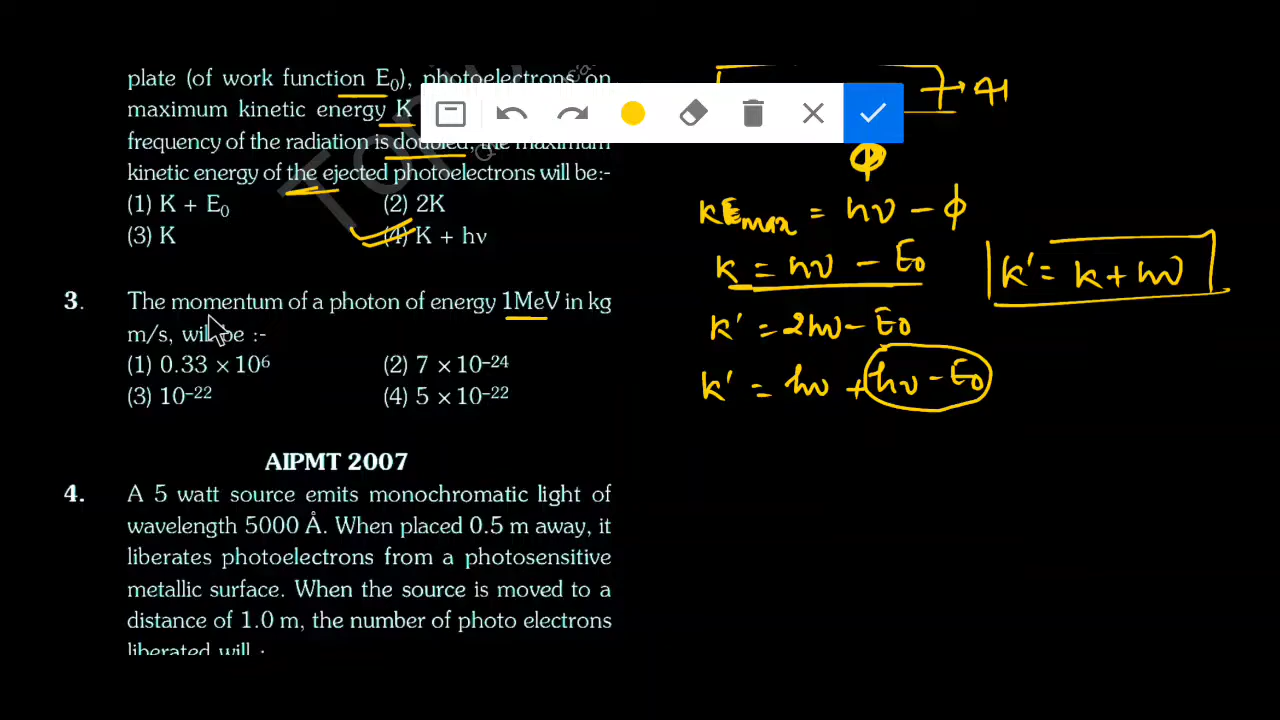 plate (of work function E₀), photoelectrons on
maximum kinetic energy K
frequency of the radiation is doubled, the maximum
kinetic energy of the ejected photoelectrons will be:-
(1) K + E₀ (2) 2K
(3) K (4) K + hν
3. The momentum of a photon of energy 1MeV in kg
m/s, will be :-
(1) 0.33 × 10⁶ (2) 7 × 10⁻²⁴
(3) 10⁻²² (4) 5 × 10⁻²²
AIPMT 2007
4. A 5 watt source emits monochromatic light of
wavelength 5000 Å. When placed 0.5 m away, it
liberates photoelectrons from a photosensitive
metallic surface. When the source is moved to a
distance of 1.0 m, the number of photo electrons
liberated will :
ϕ
KEmax = hν − ϕ
K = hν − E₀
K' = 2hν − E₀
K' = hν + hν − E₀
K' = K + hν